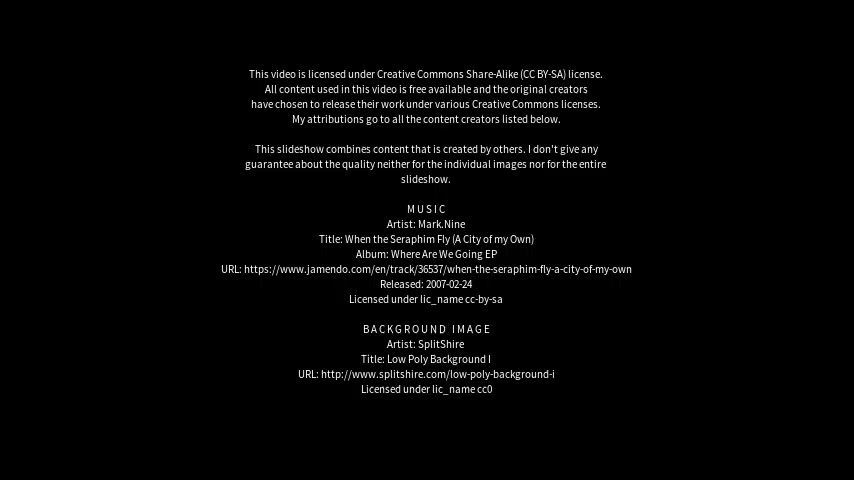 This video is licensed under Creative Commons Share-Alike (CC BY-SA) license.
All content used in this video is free available and the original creators
have chosen to release their work under various Creative Commons licenses.
My attributions go to all the content creators listed below.
This slideshow combines content that is created by others. I don't give any
guarantee about the quality neither for the individual images nor for the entire
slideshow.
MUSIC
Artist: Mark.Nine
Title: When the Seraphim Fly (A City of my Own)
Album: Where Are We Going EP
URL: https://www.jamendo.com/en/track/36537/when-the-seraphim-fly-a-city-of-my-own
Released: 2007-02-24
Licensed under lic_name cc-by-sa
BACKGROUND IMAGE
Artist: SplitShire
Title: Low Poly Background I
URL: http://www.splitshire.com/low-poly-background-i
Licensed under lic_name cc0